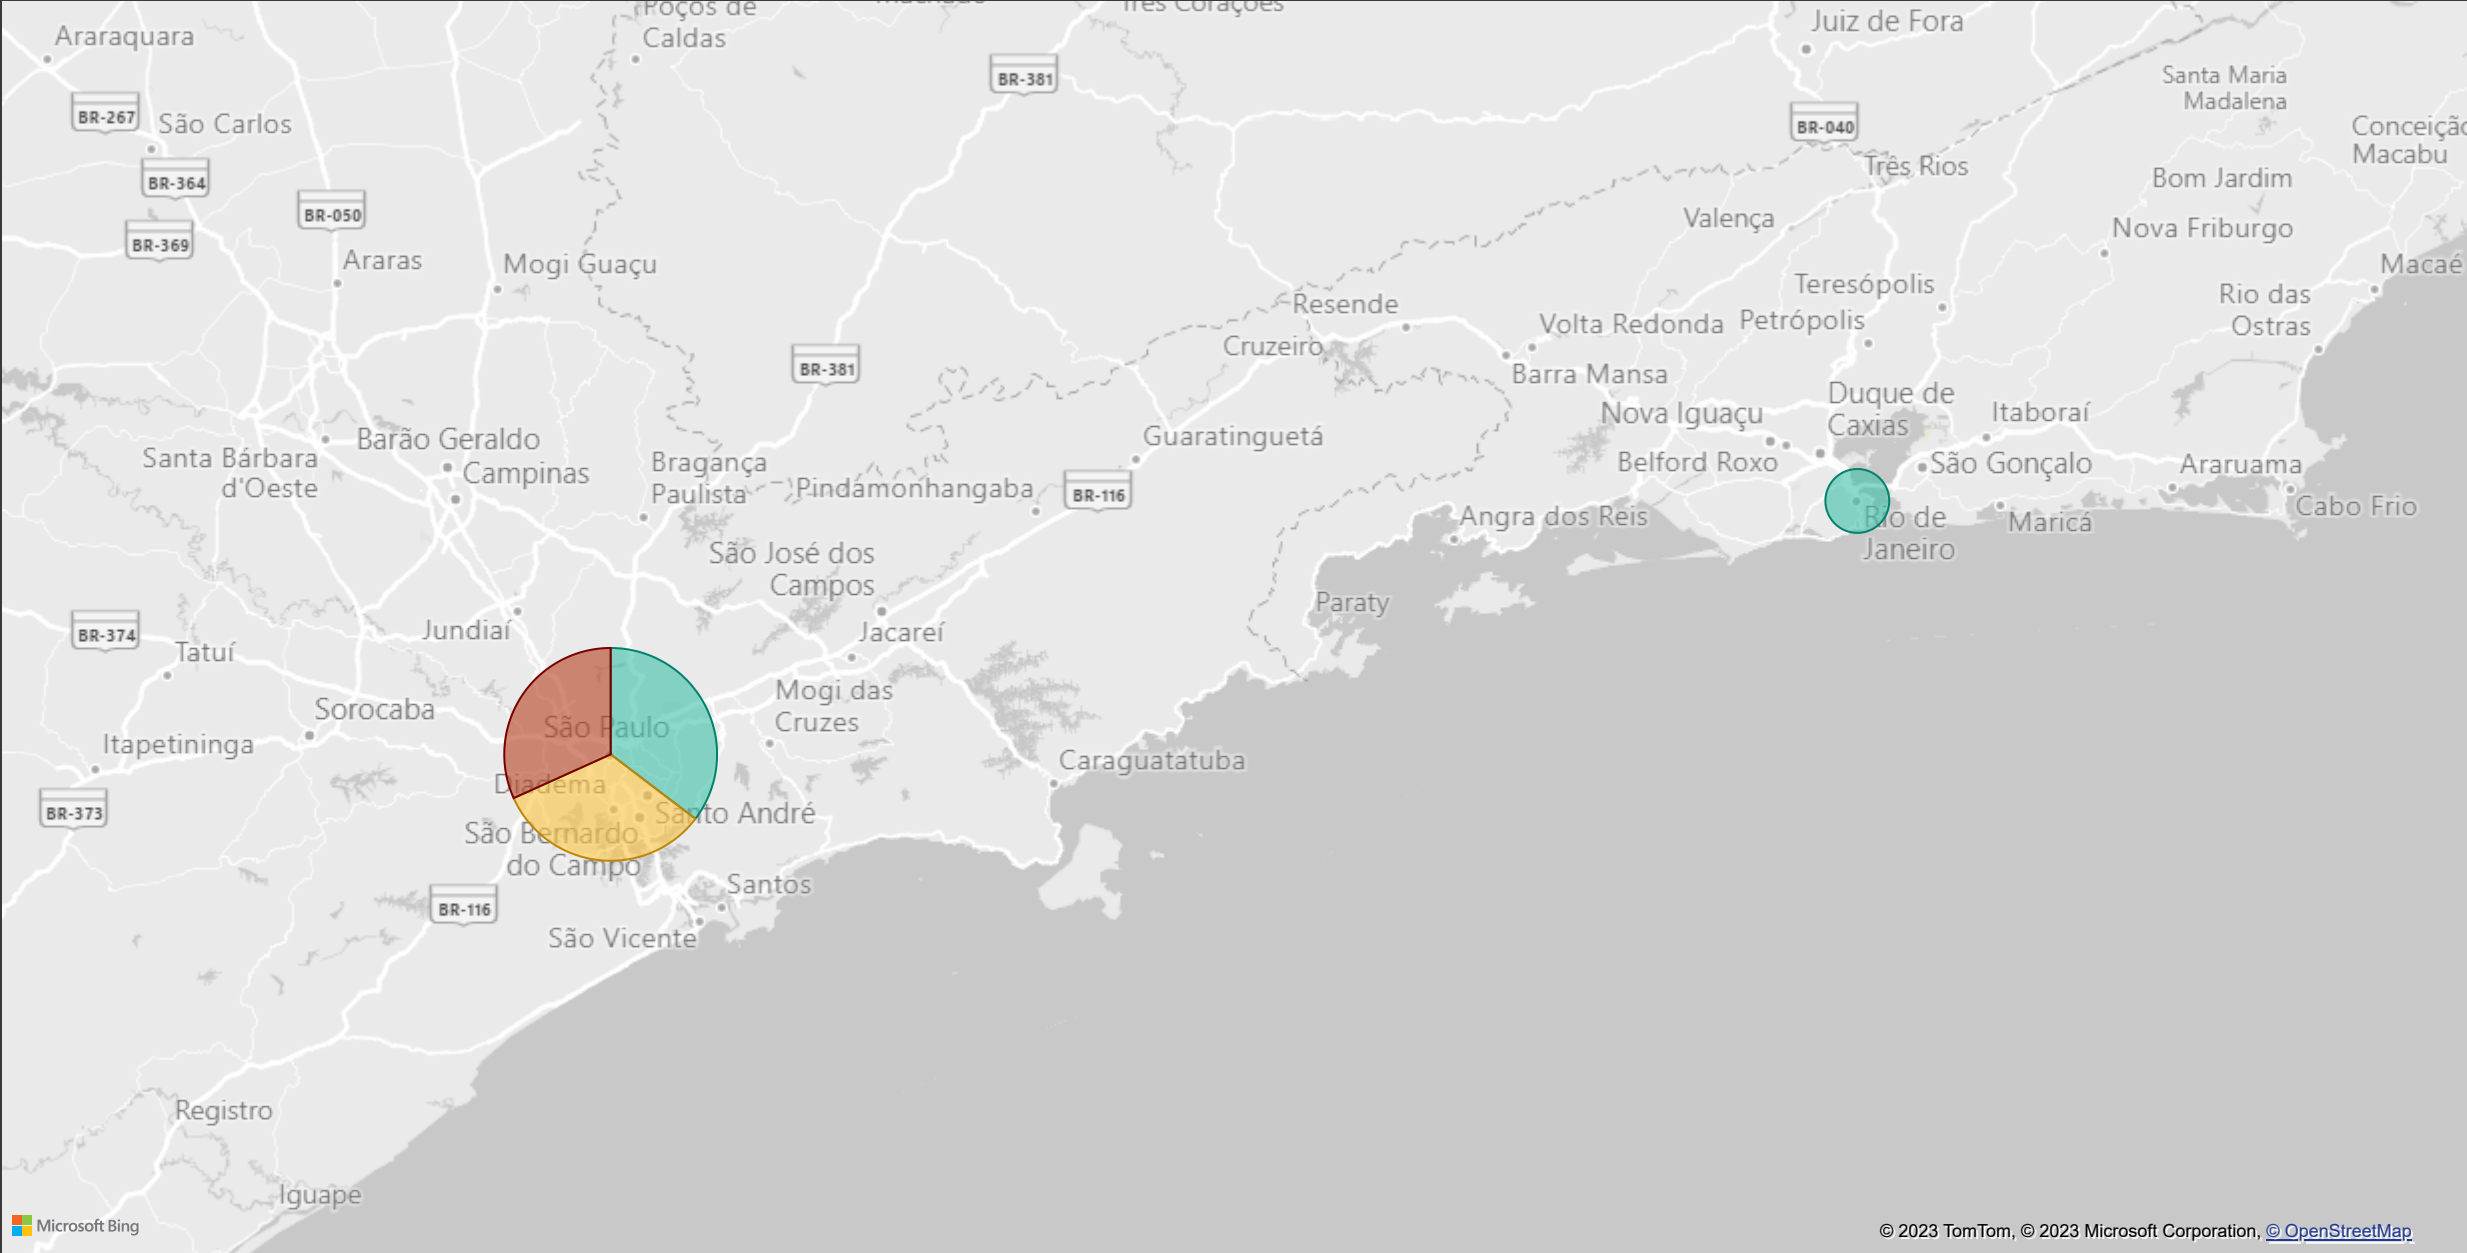 Poços de
Caldas
Três Corações
Juiz de Fora
Araraquara
BR-381
Santa Maria
Madalena
BR-267
São Carlos
BR-040
Conceição
Macabu
BR-364
Três Rios
Bom Jardim
BR-050
Valença
Nova Friburgo
BR-369
Araras
Mogi Guaçu
Macaé
Teresópolis
Rio das
Ostras
Resende
Volta Redonda
Petrópolis
Cruzeiro
BR-381
Barra Mansa
Duque de
Caxias
Nova Iguaçu
Itaboraí
Barão Geraldo
Guaratinguetá
Santa Bárbara
d'Oeste
Campinas
Bragança
Paulista
Belford Roxo
São Gonçalo
Araruama
Pindámonhangaba
BR-116
Cabo Frio
Angra dos Reis
Rio de
Janeiro
Maricá
São José dos
Campos
Paraty
BR-374
Jundiaí
Jacareí
Tatuí
Mogi das
Cruzes
Sorocaba
São Paulo
Itapetininga
Caraguatatuba
Diadema
BR-373
Santo André
São Bernardo
do Campo
Santos
BR-116
São Vicente
Registro
Iguape
Microsoft Bing
© 2023 TomTom, © 2023 Microsoft Corporation, © OpenStreetMap